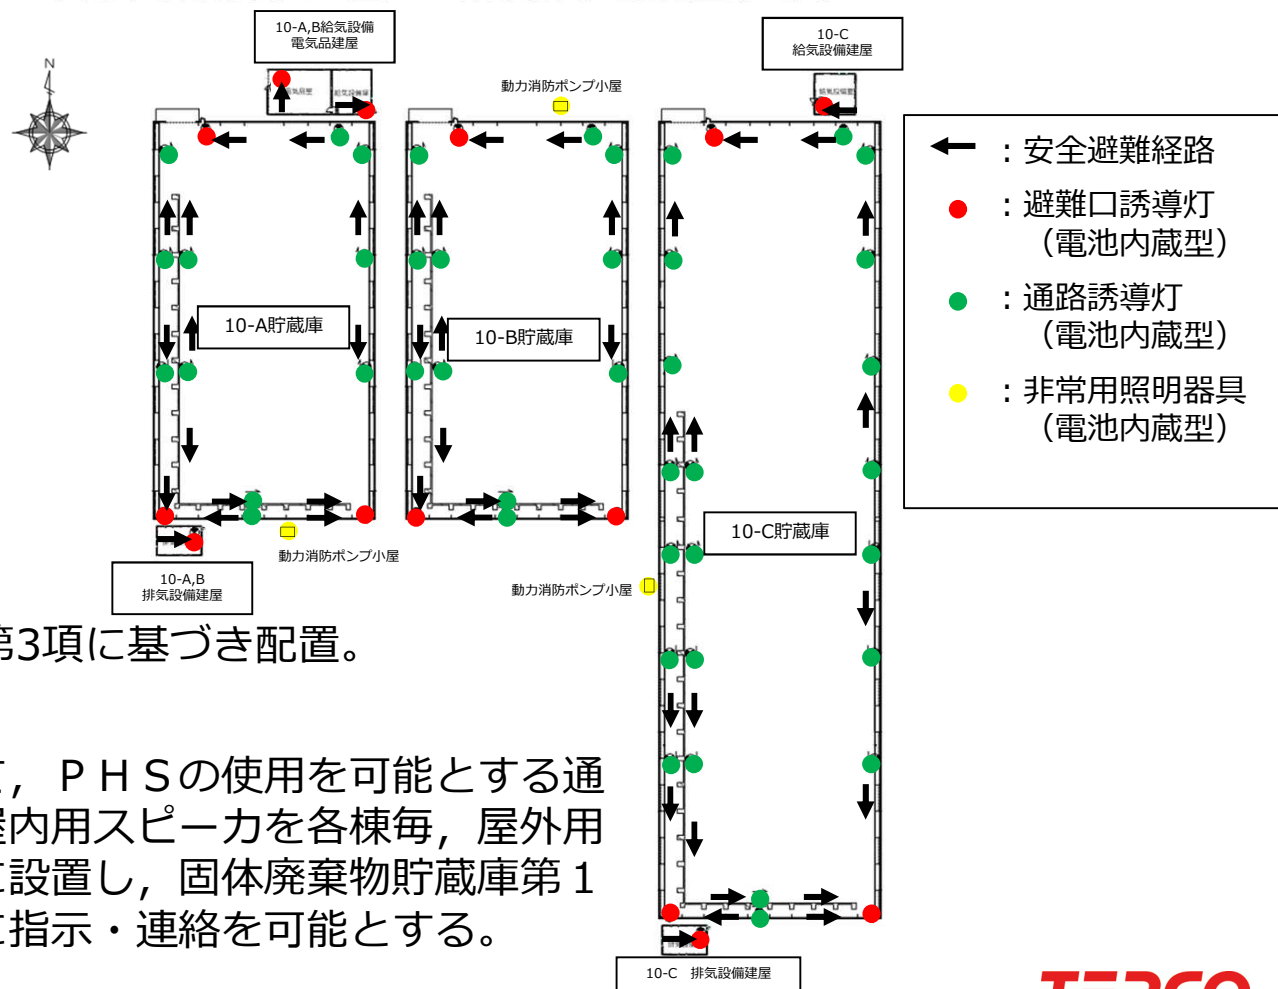 10-A,B給気設備
電気品建屋
10-C
給気設備建屋
N
動力消防ポンプ小屋
給気設備室
← ：安全避難経路
：避難口誘導灯
（電池内蔵型）
：通路誘導灯
（電池内蔵型）
：非常用照明器具
（電池内蔵型）
10-A貯蔵庫
10-B貯蔵庫
10-C貯蔵庫
動力消防ポンプ小屋
動力消防ポンプ小屋
10-A,B
排気設備建屋
第3項に基づき配置。
て，ＰＨＳの使用を可能とする通
屋内用スピーカを各棟毎，屋外用
に設置し，固体廃棄物貯蔵庫第１
に指示・連絡を可能とする。
10-C 排気設備建屋
TEPCO